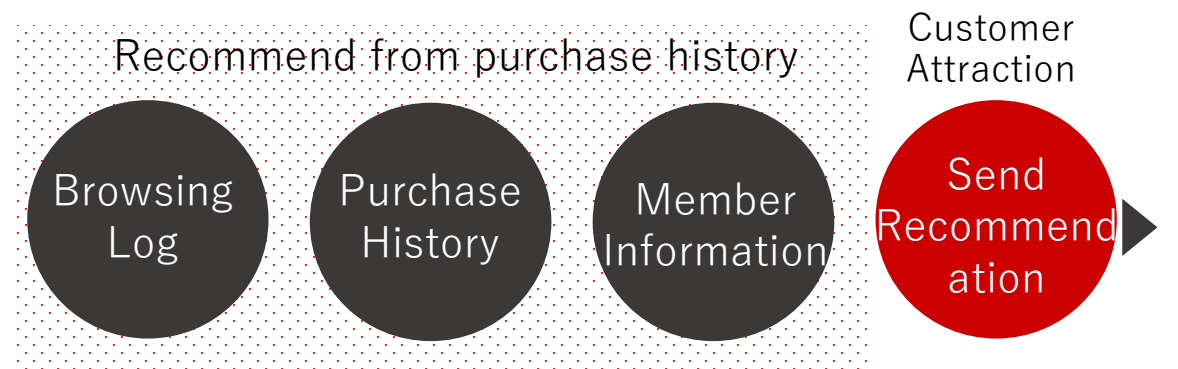 Recommend from purchase history
Customer
Attraction
Browsing
Log
Purchase
History
Member
Information
Send
Recommend
ation